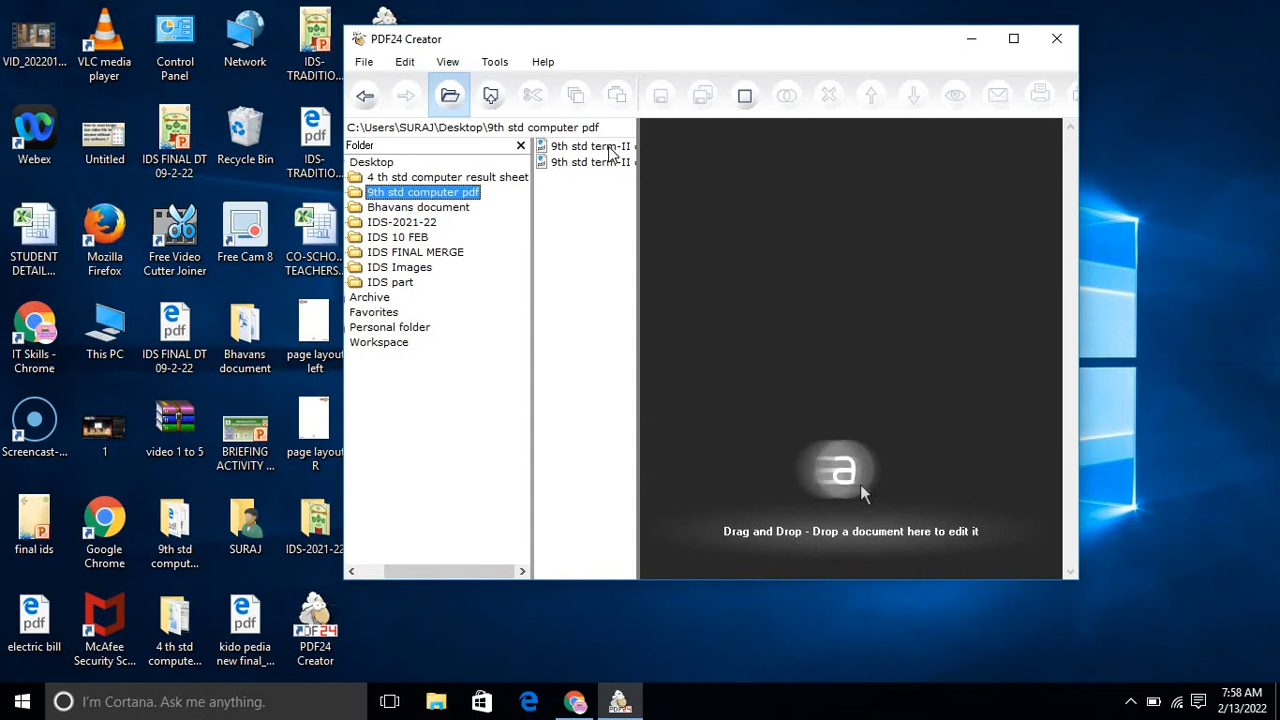 VID_202201...
VLC media
player
Control
Panel
Network
IDS-
TRADITIO...
Webex
Untitled
IDS FINAL DT
09-2-22
Recycle Bin
IDS-
TRADITIO...
STUDENT
DETAIL...
Mozilla
Firefox
Free Video
Cutter Joiner
Free Cam 8
CO-SCHO...
TEACHERS...
IT Skills -
Chrome
This PC
IDS FINAL DT
09-2-22
Bhavans
document
page layout
left
Screencast-...
1
video 1 to 5
BRIEFING
ACTIVITY ...
page layout
R
final ids
Google
Chrome
9th std
comput...
SURAJ
IDS-2021-22
electric bill
McAfee
Security Sc...
4 th std
compute...
kido pedia
new final_...
PDF24
Creator
PDF24 Creator
File Edit View Tools Help
C:\Users\SURAJ\Desktop\9th std computer pdf
Folder
Desktop
4 th std computer result sheet
9th std computer pdf
Bhavans document
IDS-2021-22
IDS 10 FEB
IDS FINAL MERGE
IDS Images
IDS part
Archive
Favorites
Personal folder
Workspace
9th std term-II
9th std term-II
a
Drag and Drop - Drop a document here to edit it
I'm Cortana. Ask me anything.
7:58 AM
2/13/2022